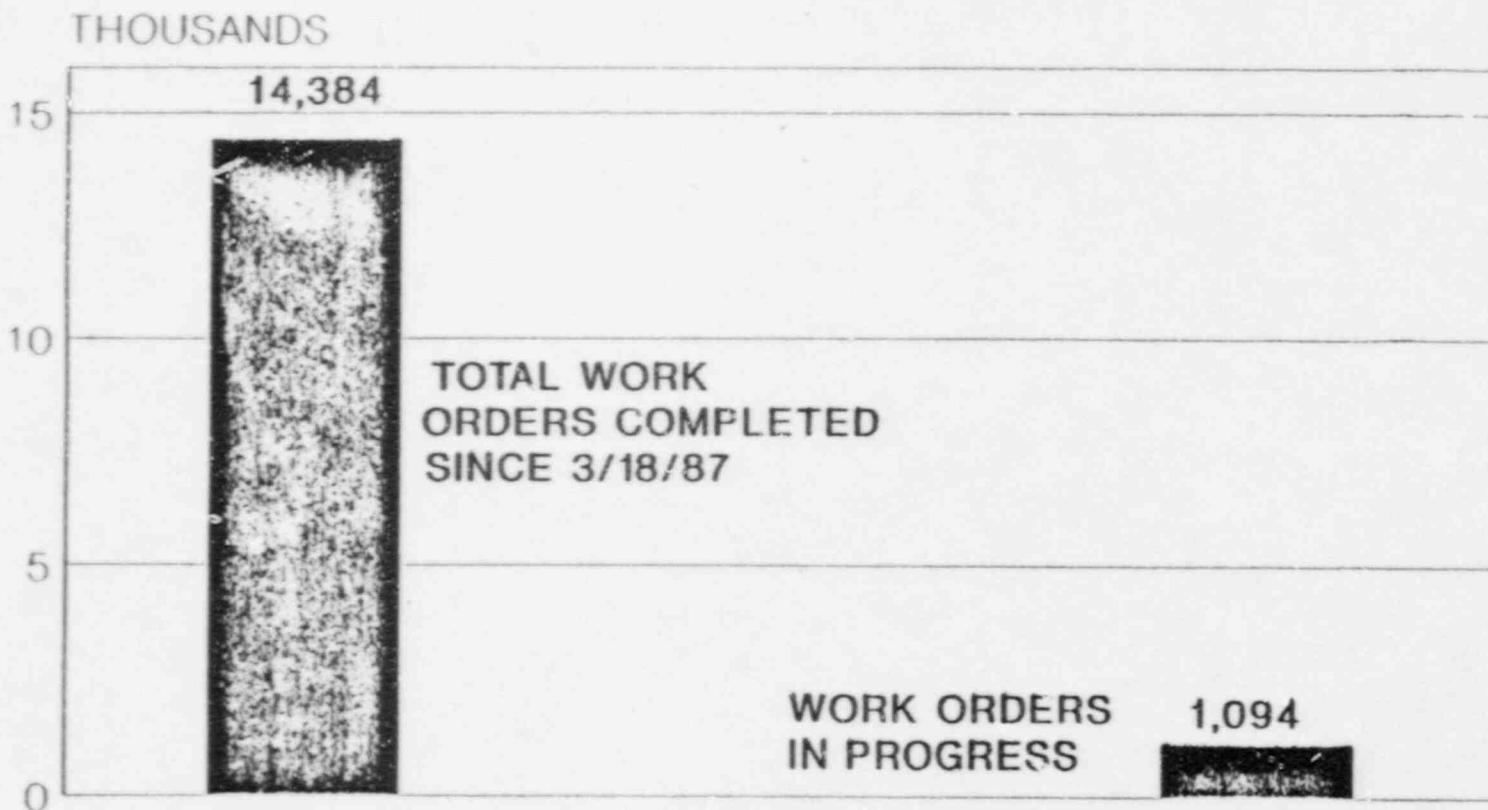 THOUSANDS
14,384
15
10
TOTAL WORK
ORDERS COMPLETED
SINCE 3/18/87
5
WORK ORDERS
IN PROGRESS
1,094
0